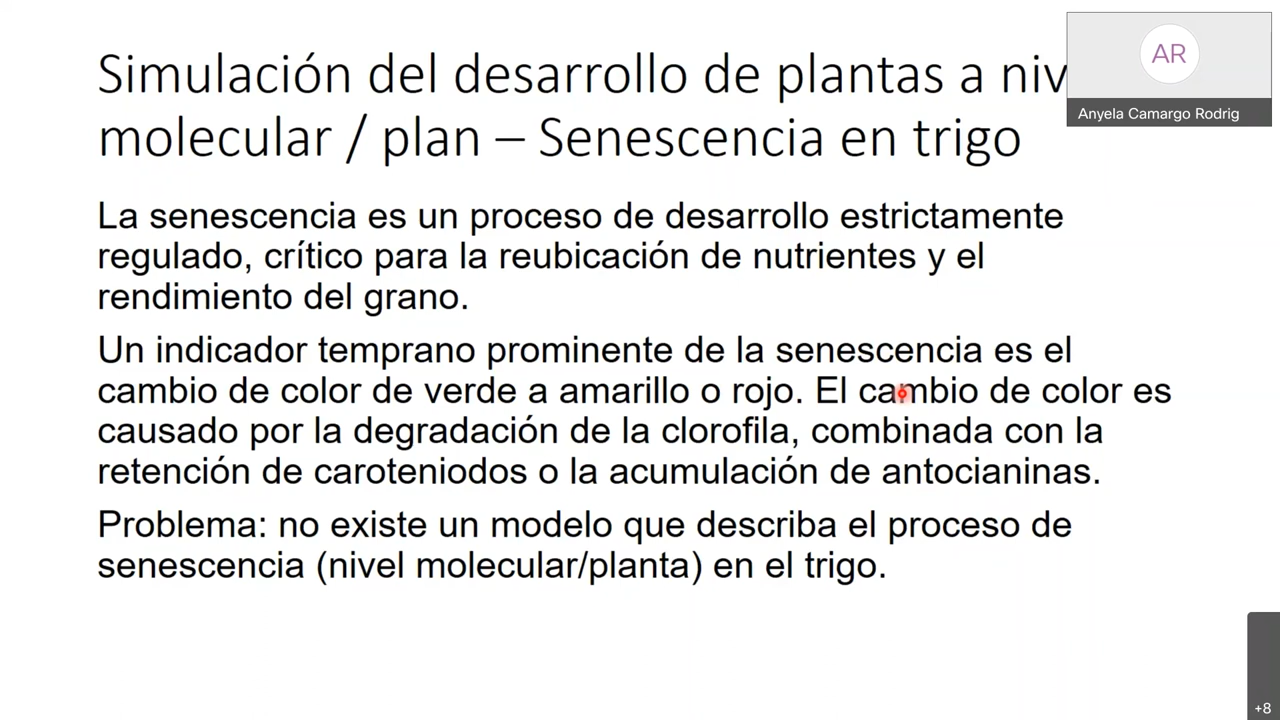 Simulación del desarrollo de plantas a niv
molecular / plan – Senescencia en trigo
AR
Anyela Camargo Rodrig
La senescencia es un proceso de desarrollo estrictamente
regulado, crítico para la reubicación de nutrientes y el
rendimiento del grano.
Un indicador temprano prominente de la senescencia es el
cambio de color de verde a amarillo o rojo. El cambio de color es
causado por la degradación de la clorofila, combinada con la
retención de caroteniodos o la acumulación de antocianinas.
Problema: no existe un modelo que describa el proceso de
senescencia (nivel molecular/planta) en el trigo.
+8